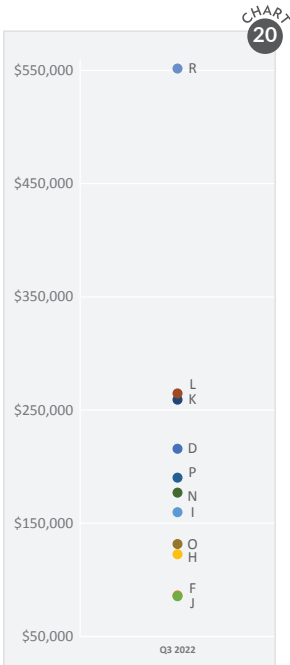 CHART
20
$550,000
R
$450,000
$350,000
L
$250,000
K
D
P
N
I
$150,000
O
H
F
J
$50,000
Q3 2022